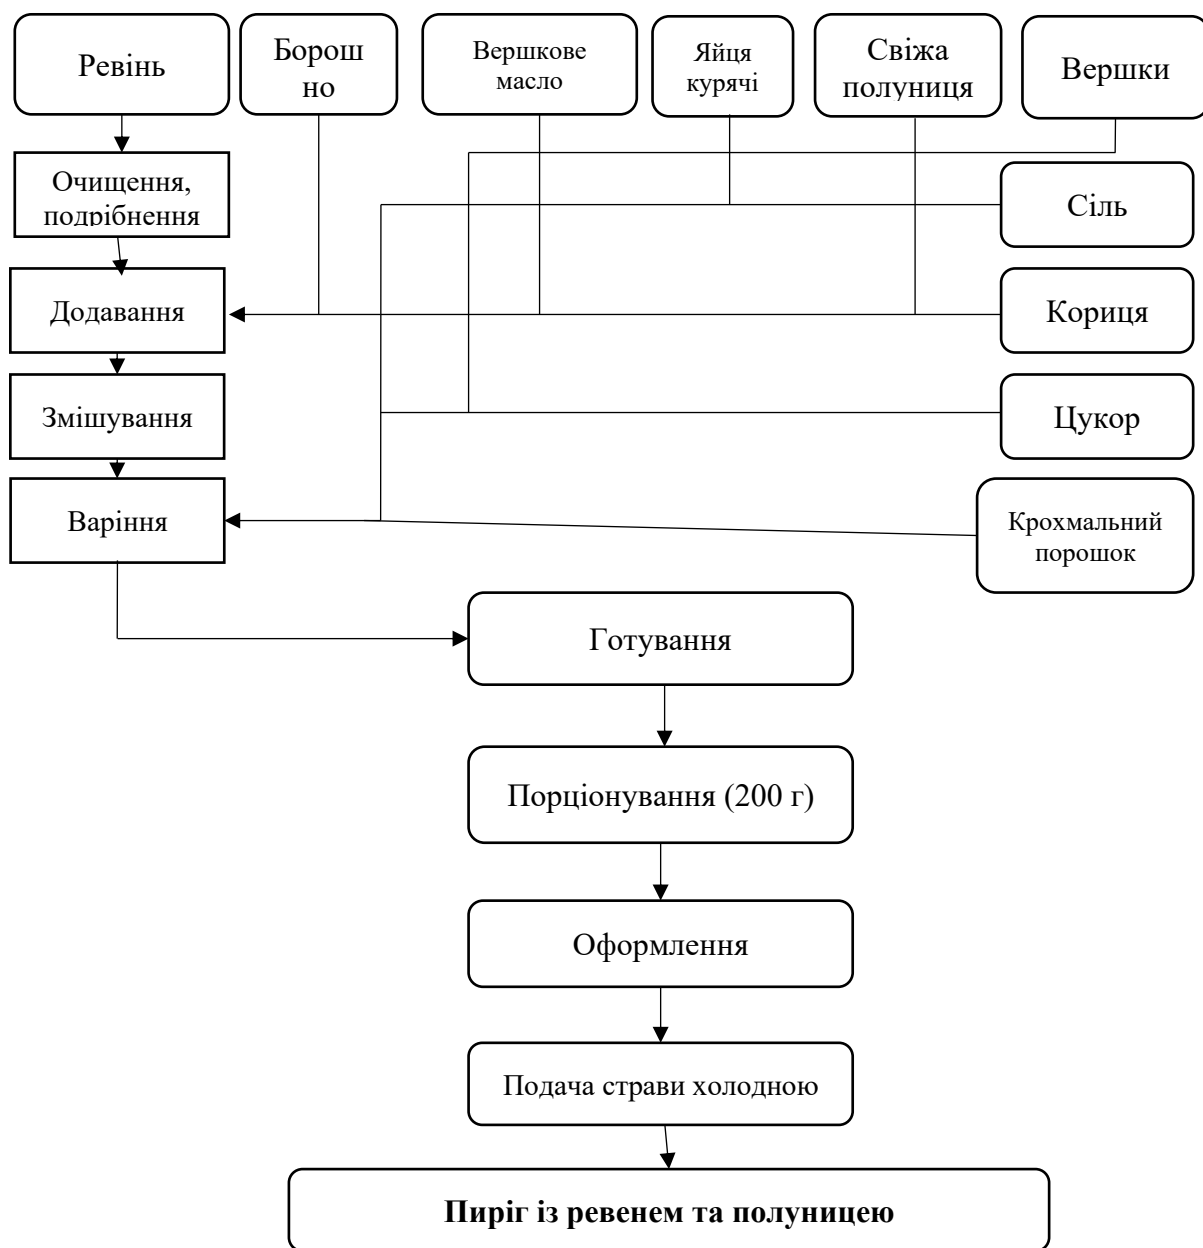 Ревінь
Борош
но
Вершкове
масло
Яйця
курячі
Свіжа
полуниця
Вершки
Очищення,
подрібнення
Сіль
Додавання
Кориця
Змішування
Цукор
Варіння
Крохмальний
порошок
Готування
Порціонування (200 г)
Оформлення
Подача страви холодною
Пиріг із ревенем та полуницею